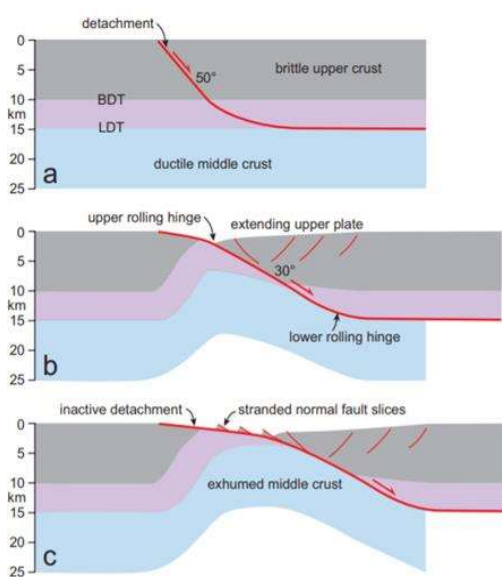 detachment
0
5
10
km
15
20
25
50°
brittle upper crust
BDT
LDT
ductile middle crust
a
upper rolling hinge
extending upper plate
0
5
10
km
15
20
25
30°
lower rolling hinge
b
inactive detachment
stranded normal fault slices
0
5
10
km
15
20
25
exhumed middle crust
c